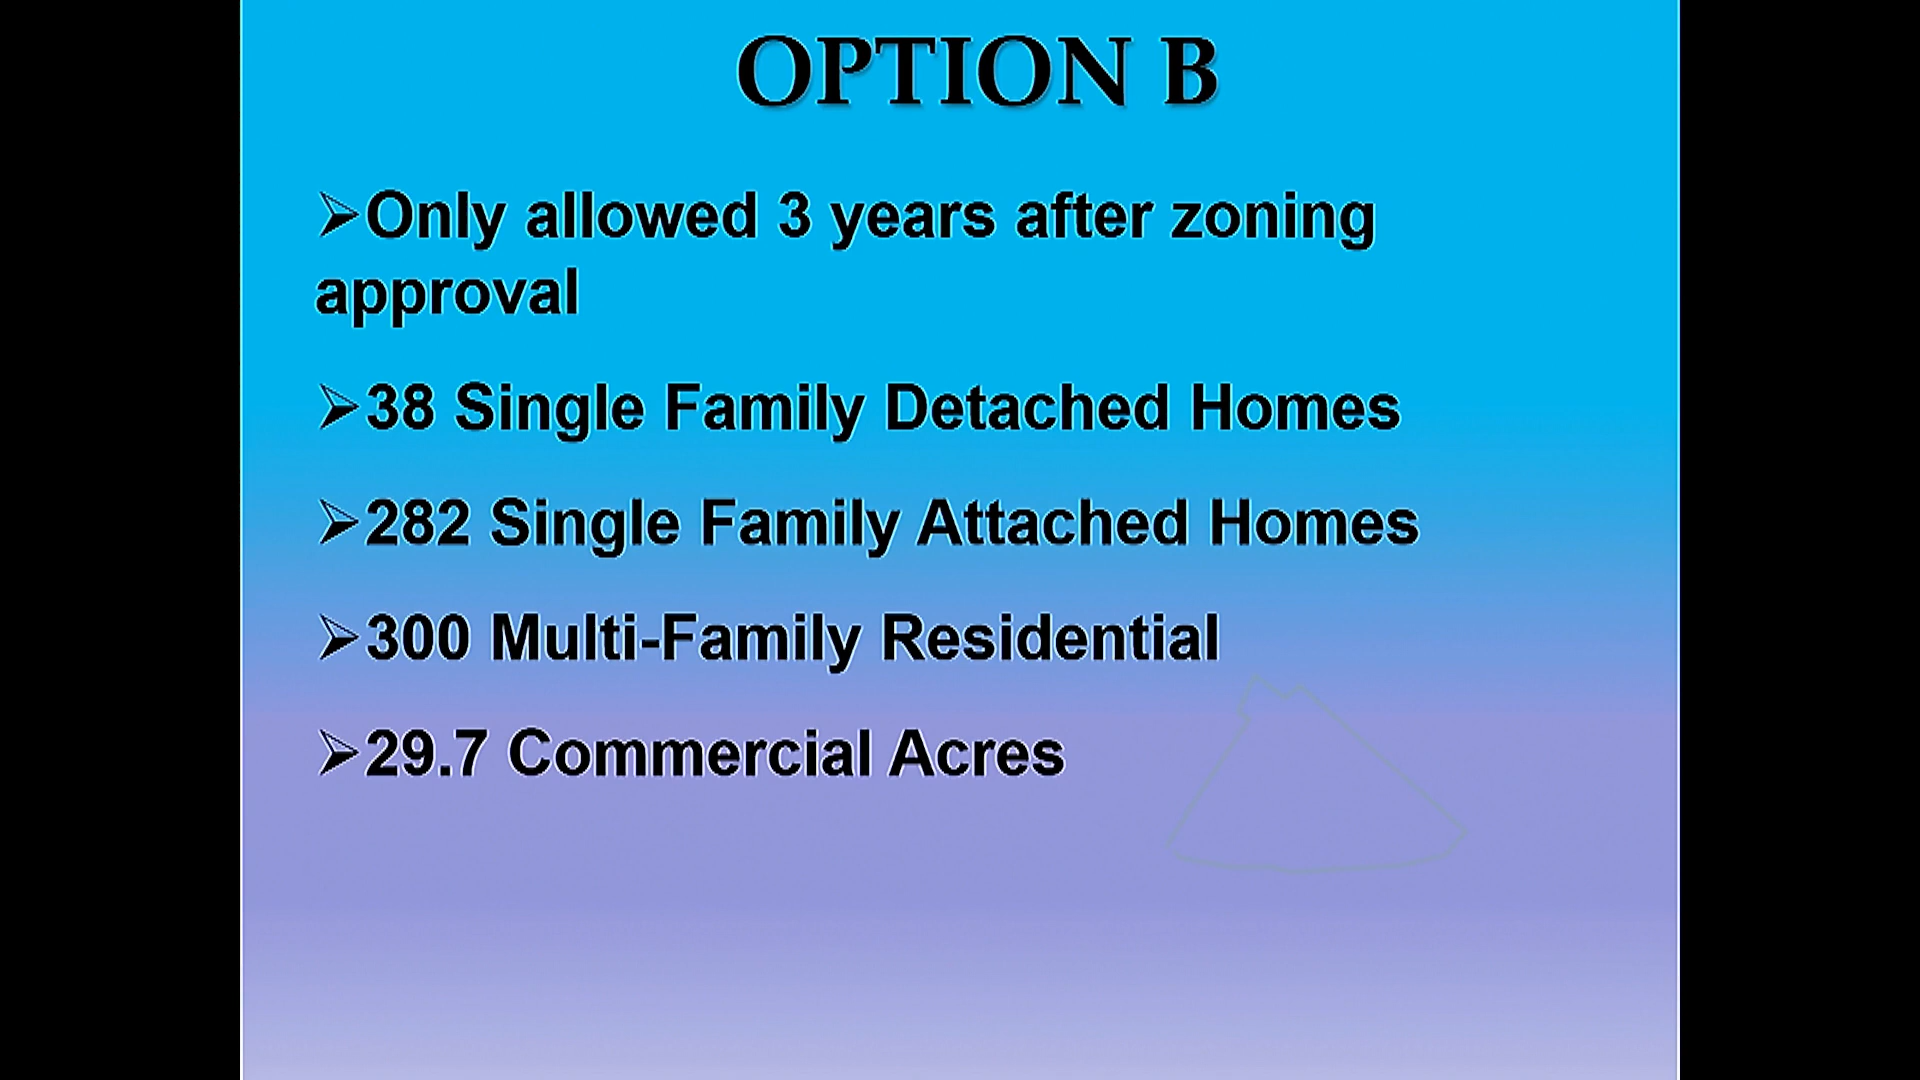 OPTION B
➢Only allowed 3 years after zoning
approval
➢38 Single Family Detached Homes
➢282 Single Family Attached Homes
➢300 Multi-Family Residential
➢29.7 Commercial Acres